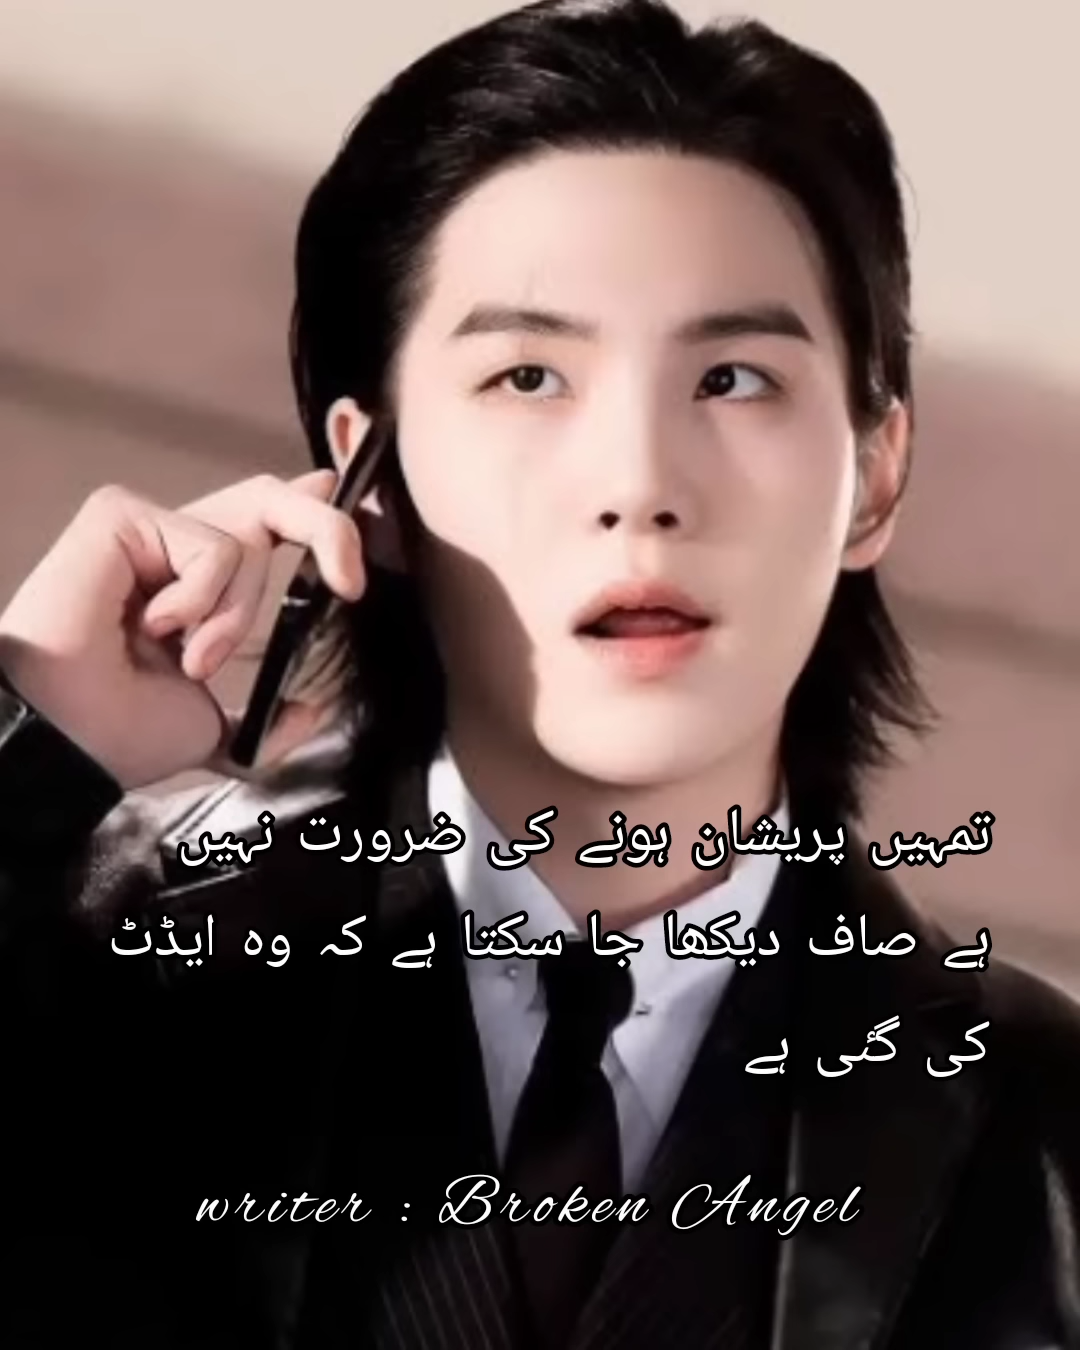 تمہیں پریشان ہونے کی ضرورت نہیں
ہے صاف دیکھا جا سکتا ہے کہ وہ ایڈٹ
کی گئی ہے
writer : Broken Angel